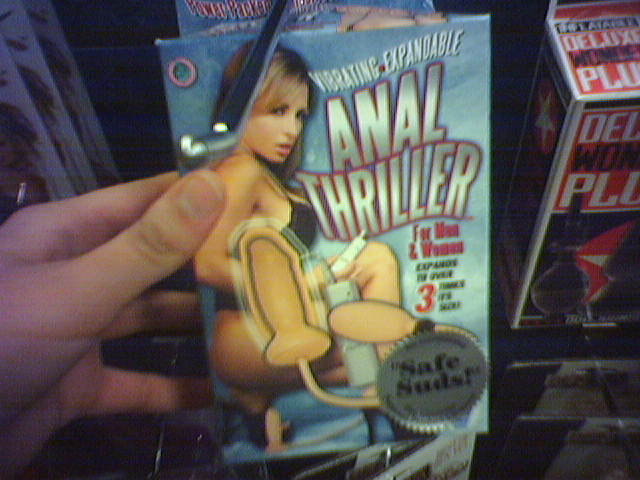 VIBRATING & EXPANDABLE
ANAL
THRILLER
For Men
& Women
EXPANDS
TO OVER
3 TIMES
ITS
SIZE!
"Safe
Suds!"
DELUXE
WONDER
PLU
DEL
WON
PLU